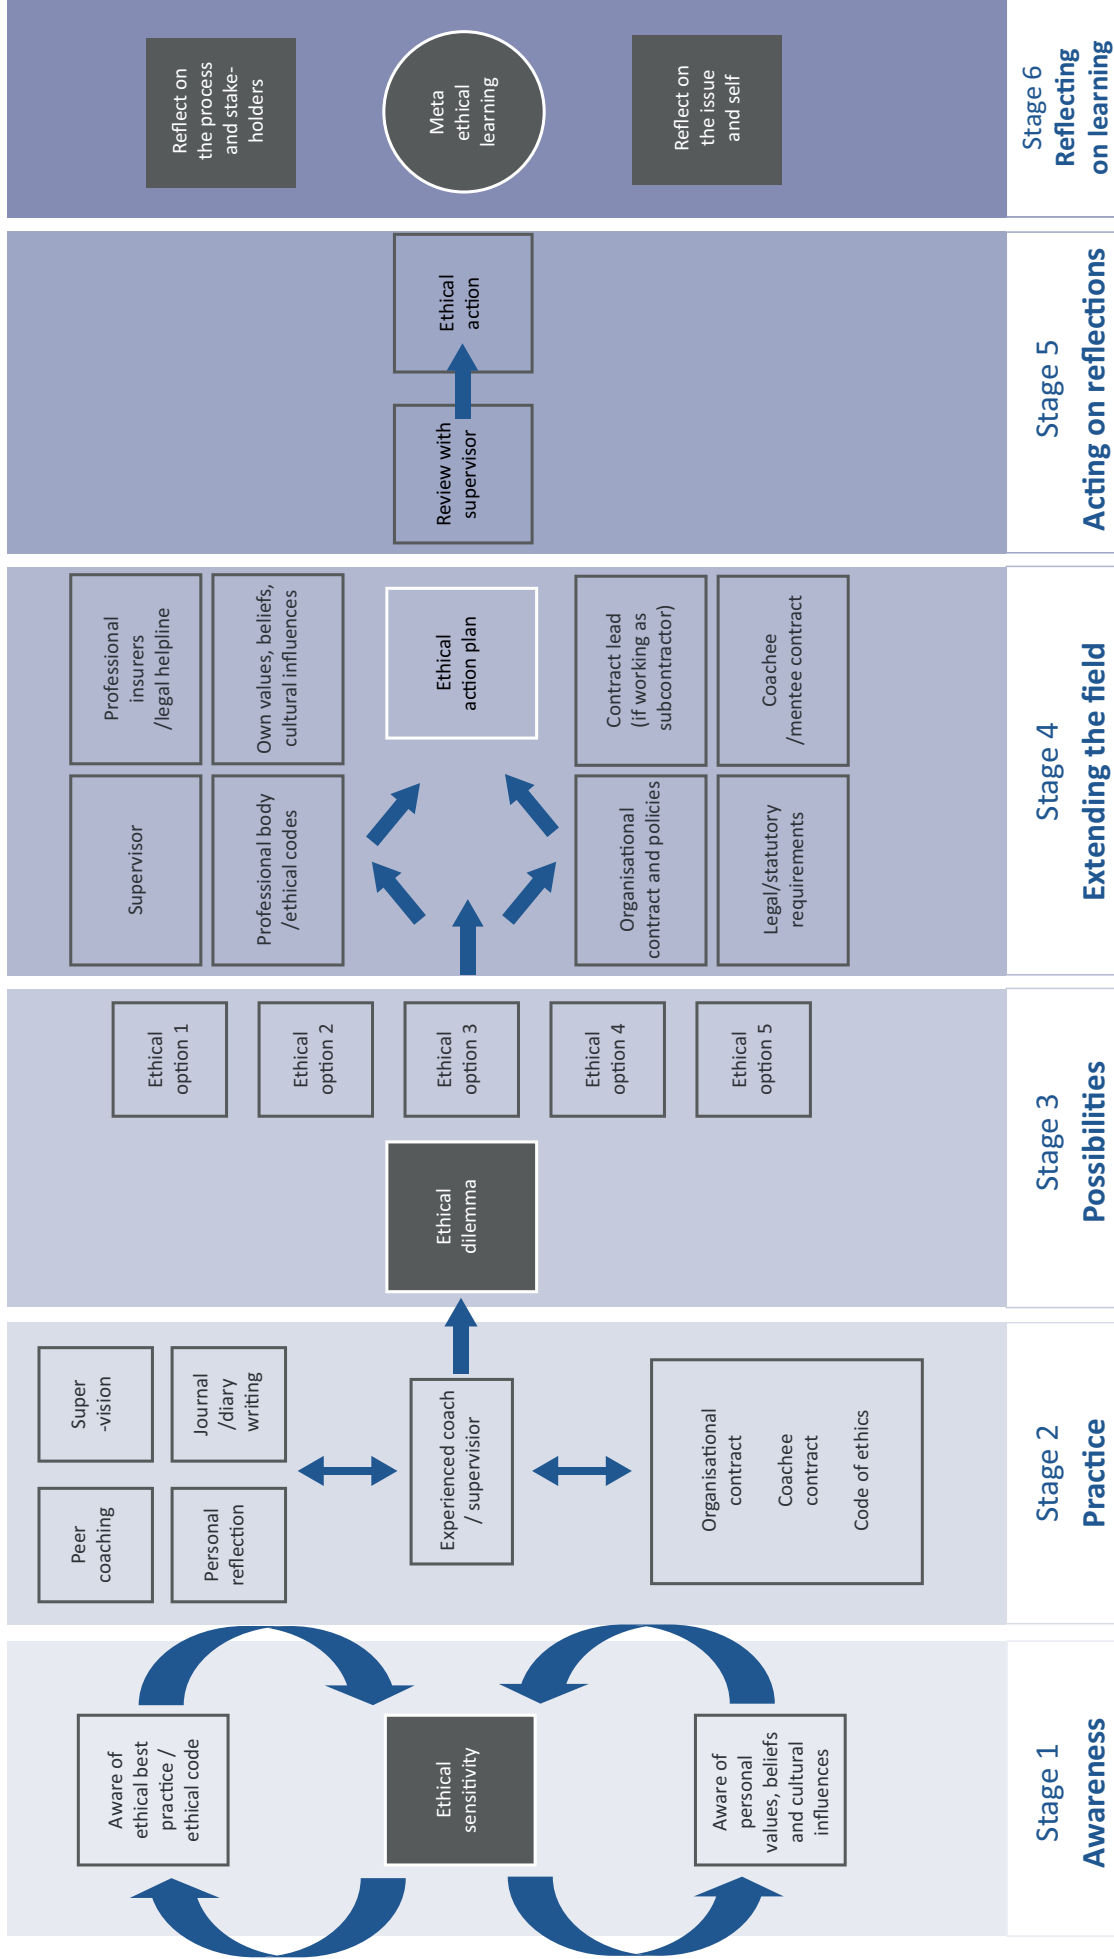 Aware of
ethical best
practice /
ethical code
Ethical
sensitivity
Aware of
personal
values, beliefs
and cultural
influences
Stage 1
Awareness
Peer
coaching
Super
-vision
Personal
reflection
Journal
/diary
writing
Experienced coach
/ supervisior
Organisational
contract
Coachee
contract
Code of ethics
Stage 2
Practice
Ethical
dilemma
Ethical
option 1
Ethical
option 2
Ethical
option 3
Ethical
option 4
Ethical
option 5
Stage 3
Possibilities
Supervisor
Professional
insurers
/legal helpline
Professional body
/ethical codes
Own values, beliefs,
cultural influences
Ethical
action plan
Organisational
contract and policies
Contract lead
(if working as
subcontractor)
Legal/statutory
requirements
Coachee
/mentee contract
Stage 4
Extending the field
Review with
supervisor
Ethical
action
Stage 5
Acting on reflections
Reflect on
the process
and stake-
holders
Meta
ethical
learning
Reflect on
the issue
and self
Stage 6
Reflecting
on learning